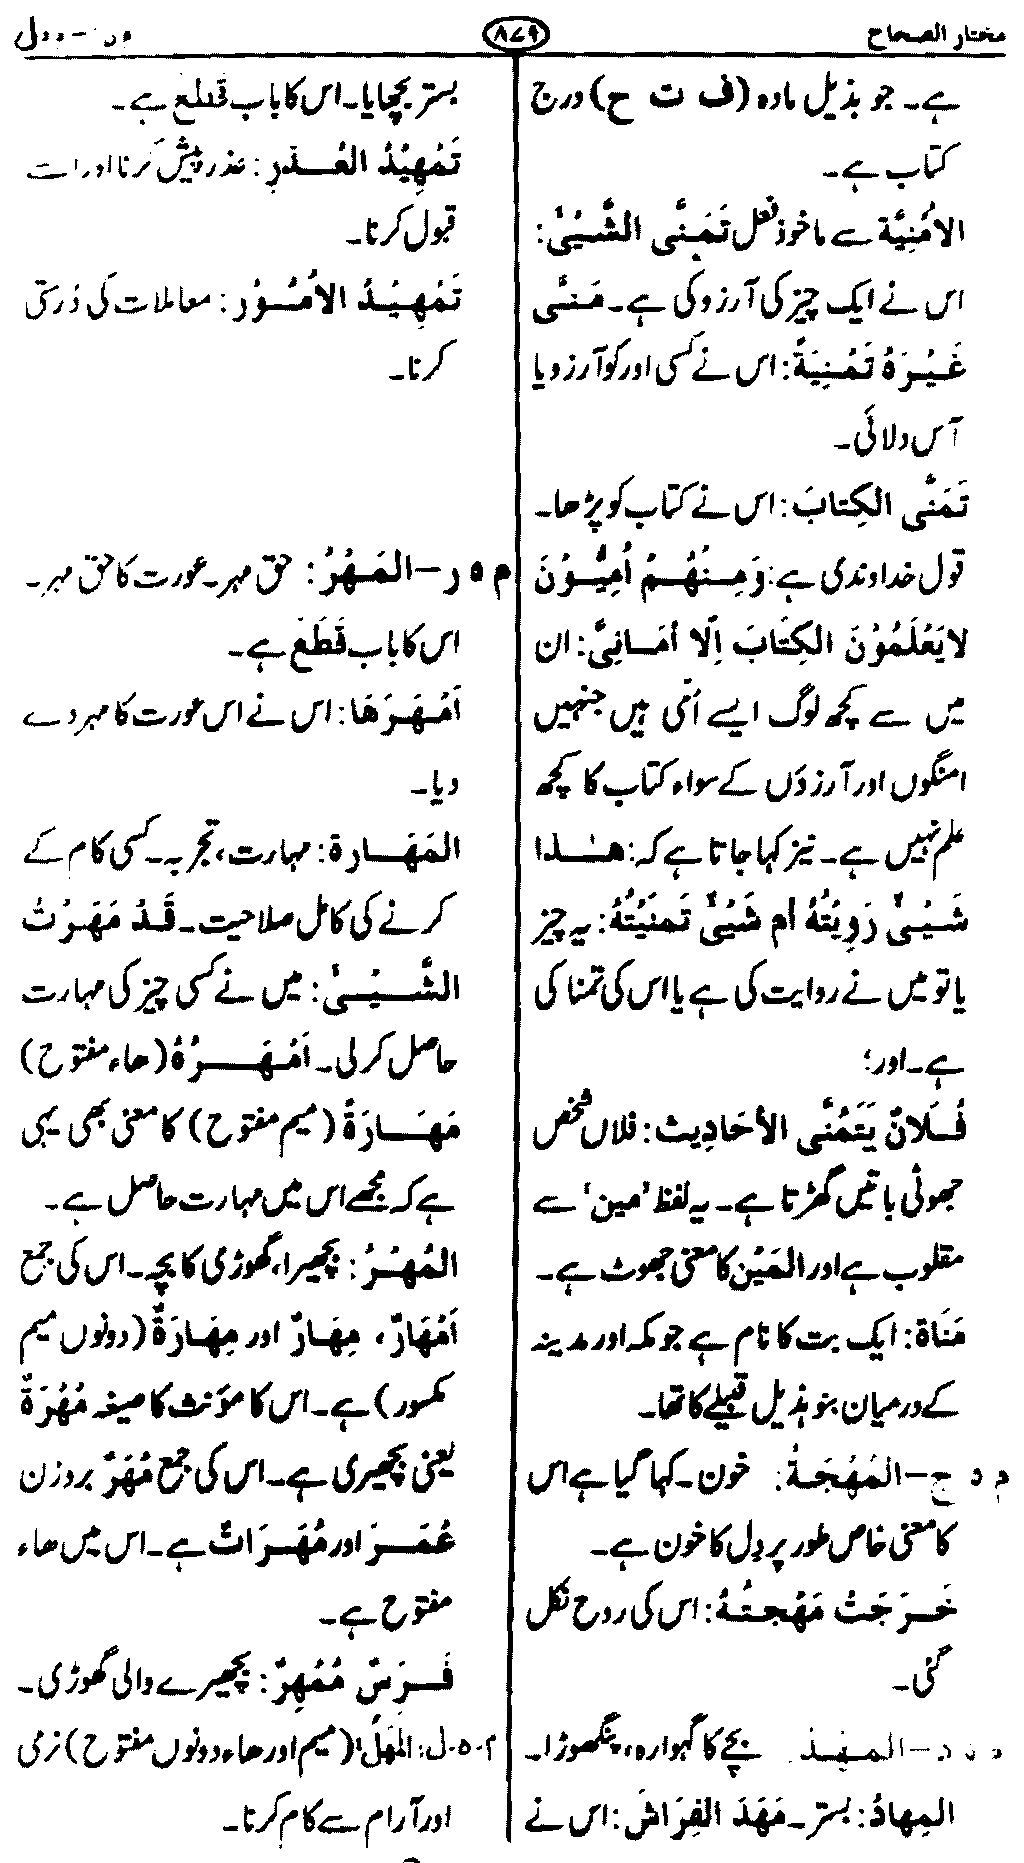 مختار الصحاح
۸۷۹
ہے۔ جو بذیل مادہ (ف ت ح) درج
کتاب ہے۔
الأُمْنِيَّة سے ماخوذ فعل تَمَنَّى الشَّيْئَ:
اس نے ایک چیز کی آرزو کی ہے۔ مَنَّى
غَيْرَهُ تَمْنِيَةً: اس نے کسی اور کو آرزو یا
آس دلائی۔
تَمَنَّى الكِتابَ: اس نے کتاب کو پڑھا۔
قول خداوندی ہے: وَمِنْهُمْ اُمِّيُّوْنَ
لا يَعْلَمُوْنَ الكِتَابَ اِلَّا أَمَانِىَّ: ان
میں سے کچھ لوگ ایسے اُمّی ہیں جنہیں
امنگوں اور آرزؤں کے سواء کتاب کا کچھ
علم نہیں ہے۔ نیز کہا جاتا ہے کہ: هٰذا
شَيْئٌ رَوِيتُهُ أم شَيْئٌ تَمنَيْتُهُ: یہ چیز
یا تو میں نے روایت کی ہے یا اس کی تمنا کی
ہے۔ اور؛
فُلَانٌ يَتَمَنَّى الأَحَادِيث: فلاں شخص
جھوٹی باتیں گھڑتا ہے۔ یہ لفظ 'مین' سے
مقلوب ہے اور المَيْن کا معنی جھوٹ ہے۔
مَنَاة: ایک بت کا نام ہے جو مکہ اور مدینہ
کے درمیان بنو ہذیل قبیلے کا تھا۔
م ہ ج – المَهْجَةُ: خون۔ کہا گیا ہے اس
کا معنی خاص طور پر دِل کا خون ہے۔
خَرَجَتْ مَهْجتُهُ: اس کی روح نکل
گئی۔
م ہ د – المهد بچے کا گہوارہ، پنگھوڑا۔
المِهادُ: بستر۔ مَهَدَ الفِرَاشَ: اس نے
بستر بچھایا۔ اس کا باب قَطَعَ ہے۔
تَمْهِيْدُ العُذرِ: عذر پیش کرنا اور اسے
قبول کرنا۔
تَمْهِيْدُ الأُمُوْرِ: معاملات کی دُرستی
کرنا۔
م ہ ر – المَهْرُ: حق مہر۔ عورت کا حق مہر۔
اس کا باب قَطَعَ ہے۔
اَمْهَرَهَا: اس نے اس عورت کا مہر دے
دیا۔
المَهَارة: مہارت، تجربہ۔ کسی کام کے
کرنے کی کامل صلاحیت۔ قَدْ مَهَرْتُ
الشَّيْئَ: میں نے کسی چیز کی مہارت
حاصل کرلی۔ اَمْهَرُهُ (ھاء مفتوح)
مَهَارَةً (میم مفتوح) کا معنی بھی یہی
ہے کہ مجھے اس میں مہارت حاصل ہے۔
المُهْرُ: بچھیرا، گھوڑی کا بچہ۔ اس کی جمع
اَمْهَارٌ، مِهَارٌ اور مِهَارَةٌ (دونوں میم
مکسور) ہے۔ اس کا مؤنث کا صیغہ مُهْرَةٌ
یعنی بچھیری ہے۔ اس کی جمع مُهَرٌ بروزن
عُمَرَ اور مُهَرَاتٌ ہے۔ اس میں ھاء
مفتوح ہے۔
فَرَسٌ مُمْهِرٌ: بچھیرے والی گھوڑی۔
م-ہ-ل: المَهَلُ (میم اور ھاء دونوں مفتوح) نرمی
اور آرام سے کام کرنا۔